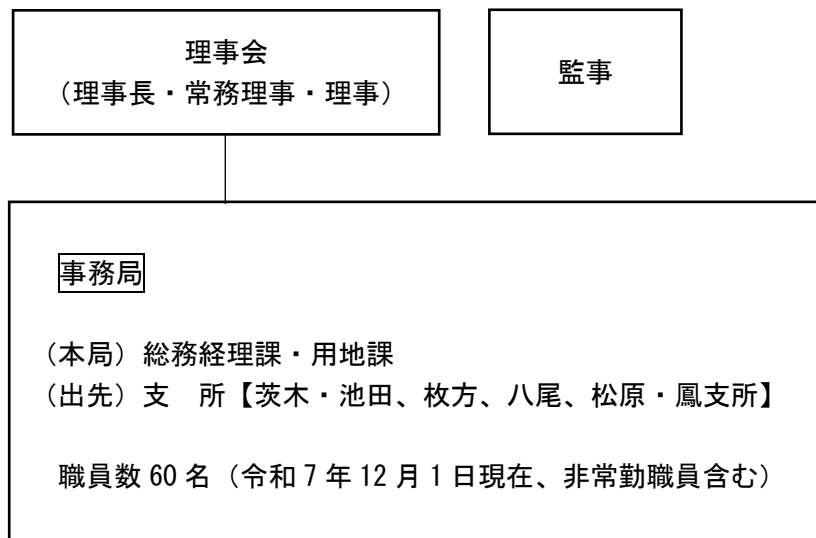 理事会
（理事長・常務理事・理事）
監事
事務局
（本局）総務経理課・用地課
（出先）支　所【茨木・池田、枚方、八尾、松原・鳳支所】
職員数 60 名（令和 7 年 12 月 1 日現在、非常勤職員含む）